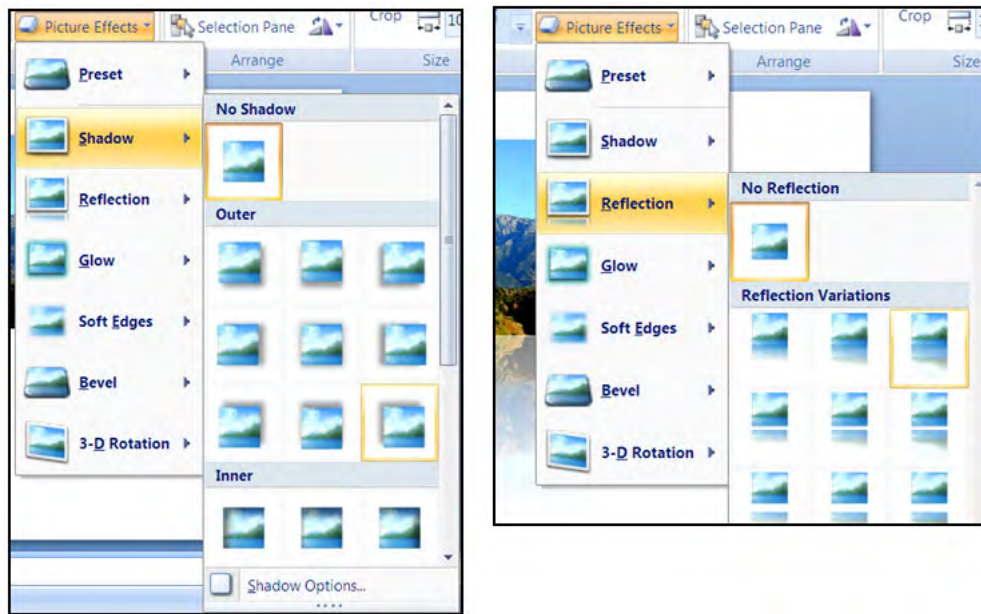 Picture Effects
Selection Pane
Crop
Arrange
Size
Preset
Shadow
Reflection
Glow
Soft Edges
Bevel
3-D Rotation
No Shadow
Outer
Inner
Shadow Options...
Picture Effects
Selection Pane
Crop
Arrange
Size
Preset
Shadow
Reflection
Glow
Soft Edges
Bevel
3-D Rotation
No Reflection
Reflection Variations